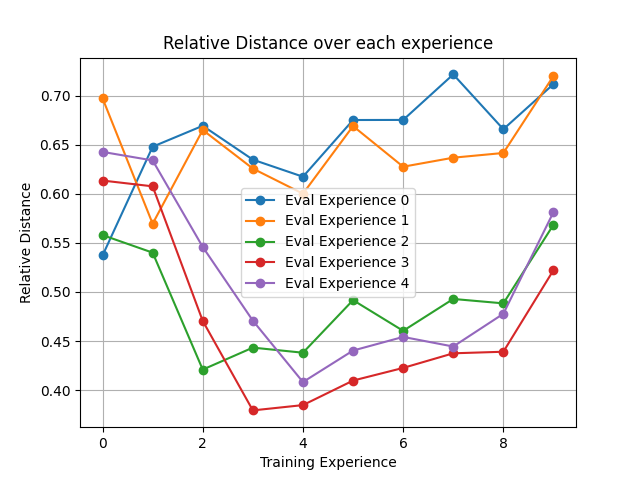 Relative Distance over each experience
0.70
0.65
0.60
0.55
0.50
0.45
0.40
Relative Distance
Eval Experience 0
Eval Experience 1
Eval Experience 2
Eval Experience 3
Eval Experience 4
0 2 4 6 8
Training Experience